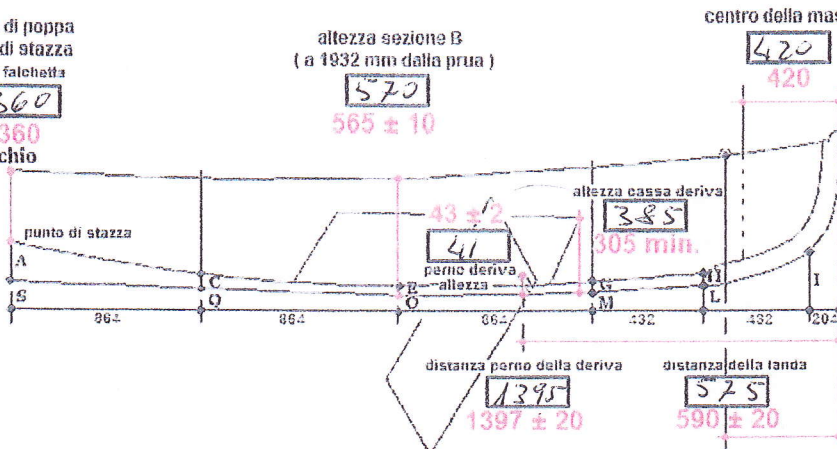 di poppa
di stazza
falchetta
360
360
cchio
altezza sezione B
( a 1932 mm dalla prua )
570
565 ± 10
centro della mas
420
420
altezza cassa deriva
385
305 min.
43 ± 2
41
perno deriva
altezza
punto di stazza
A
C
E
G
I
S
Q
O
M
L
864
864
864
432
432
204
distanza perno della deriva
1395
1397 ± 20
distanza della landa
575
590 ± 20